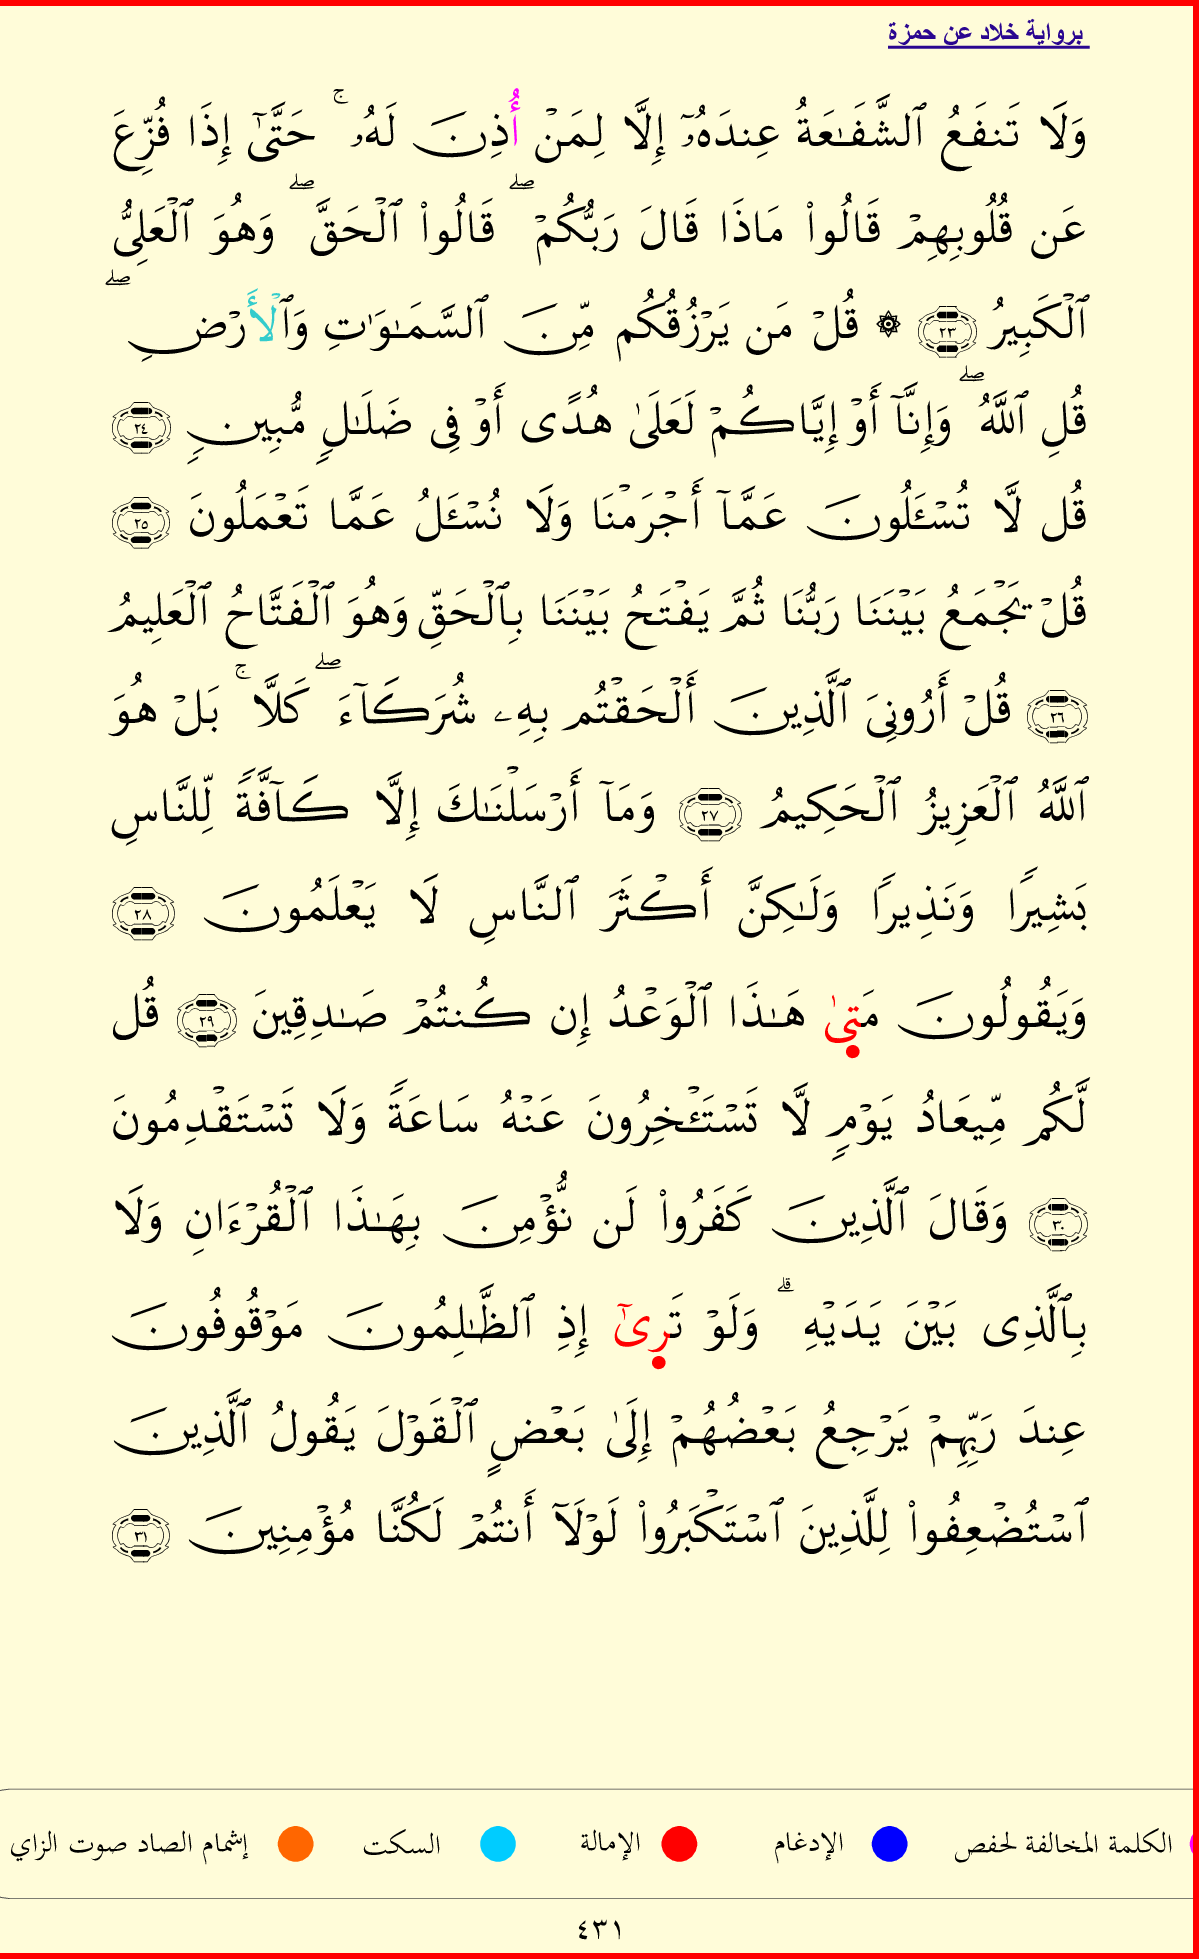 برواية خلاد عن حمزة
وَلَا تَنفَعُ ٱلشَّفَـٰعَةُ عِندَهُۥٓ إِلَّا لِمَنۡ أُذِنَ لَهُۥۚ حَتَّىٰٓ إِذَا فُزِّعَ
عَن قُلُوبِهِمۡ قَالُواْ مَاذَا قَالَ رَبُّكُمۡۖ قَالُواْ ٱلۡحَقَّۖ وَهُوَ ٱلۡعَلِىُّ
ٱلۡكَبِيرُ ٢٣ ۞ قُلۡ مَن يَرۡزُقُكُم مِّنَ ٱلسَّمَـٰوَٰتِ وَٱلۡأَرۡضِۖ
قُلِ ٱللَّهُۖ وَإِنَّآ أَوۡ إِيَّاكُمۡ لَعَلَىٰ هُدًى أَوۡ فِى ضَلَـٰلٍ مُّبِينٍ ٢٤
قُل لَّا تُسۡـَٔلُونَ عَمَّآ أَجۡرَمۡنَا وَلَا نُسۡـَٔلُ عَمَّا تَعۡمَلُونَ ٢٥
قُلۡ يَجۡمَعُ بَيۡنَنَا رَبُّنَا ثُمَّ يَفۡتَحُ بَيۡنَنَا بِٱلۡحَقِّ وَهُوَ ٱلۡفَتَّاحُ ٱلۡعَلِيمُ
٢٦ قُلۡ أَرُونِىَ ٱلَّذِينَ أَلۡحَقۡتُم بِهِۦ شُرَكَآءَۖ كَلَّاۚ بَلۡ هُوَ
ٱللَّهُ ٱلۡعَزِيزُ ٱلۡحَكِيمُ ٢٧ وَمَآ أَرۡسَلۡنَـٰكَ إِلَّا كَآفَّةً لِّلنَّاسِ
بَشِيرًا وَنَذِيرًا وَلَـٰكِنَّ أَكۡثَرَ ٱلنَّاسِ لَا يَعۡلَمُونَ ٢٨
وَيَقُولُونَ مَتَىٰ هَـٰذَا ٱلۡوَعۡدُ إِن كُنتُمۡ صَـٰدِقِينَ ٢٩ قُل
لَّكُم مِّيعَادُ يَوۡمٍ لَّا تَسۡتَـٔۡخِرُونَ عَنۡهُ سَاعَةً وَلَا تَسۡتَقۡدِمُونَ
٣٠ وَقَالَ ٱلَّذِينَ كَفَرُواْ لَن نُّؤۡمِنَ بِهَـٰذَا ٱلۡقُرۡءَانِ وَلَا
بِٱلَّذِى بَيۡنَ يَدَيۡهِۗ وَلَوۡ تَرِىٰٓ إِذِ ٱلظَّـٰلِمُونَ مَوۡقُوفُونَ
عِندَ رَبِّهِمۡ يَرۡجِعُ بَعۡضُهُمۡ إِلَىٰ بَعۡضٍ ٱلۡقَوۡلَ يَقُولُ ٱلَّذِينَ
ٱسۡتُضۡعِفُواْ لِلَّذِينَ ٱسۡتَكۡبَرُواْ لَوۡلَآ أَنتُمۡ لَكُنَّا مُؤۡمِنِينَ ٣١
الكلمة المخالفة لحفص الإدغام الإمالة السكت إشمام الصاد صوت الزاي
٤٣١